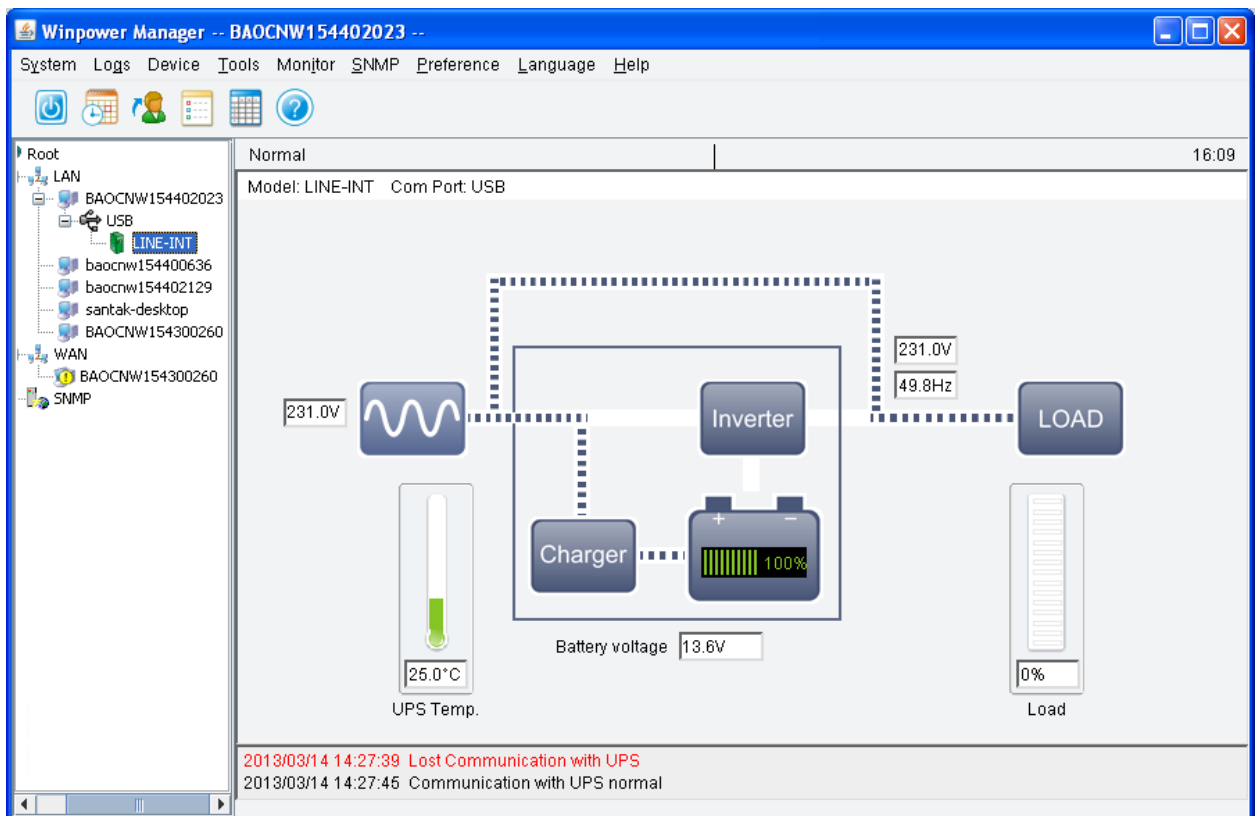 Winpower Manager -- BAOCNW154402023 --
System Logs Device Tools Monitor SNMP Preference Language Help
Root
LAN
BAOCNW154402023
USB
LINE-INT
baocnw154400636
baocnw154402129
santak-desktop
BAOCNW154300260
WAN
BAOCNW154300260
SNMP
Normal 16:09
Model: LINE-INT Com Port: USB
231.0V
49.8Hz
231.0V
Inverter
LOAD
Charger
+ −
100%
Battery voltage 13.6V
25.0°C
UPS Temp.
0%
Load
2013/03/14 14:27:39 Lost Communication with UPS
2013/03/14 14:27:45 Communication with UPS normal